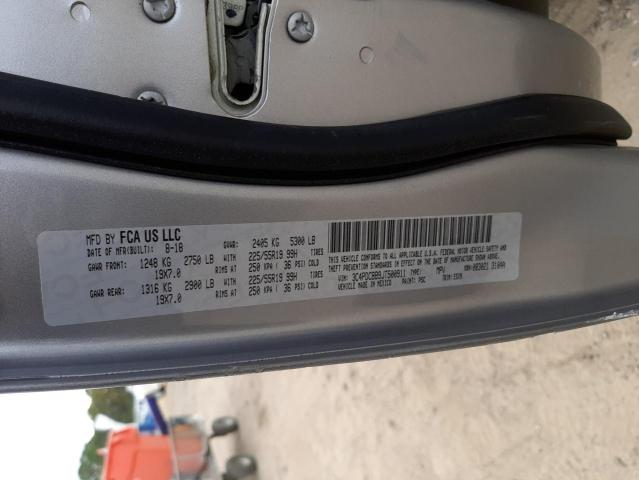 MFD BY FCA US LLC
DATE OF MFR(BUILT): 8-18 GVWR: 2405 KG 5300 LB
GAWR FRONT: 1248 KG 2750 LB WITH 225/55R19 99H TIRES
19X7.0 RIMS AT 250 KPA ( 36 PSI) COLD
GAWR REAR: 1316 KG 2900 LB WITH 225/55R19 99H TIRES
19X7.0 RIMS AT 250 KPA ( 36 PSI) COLD
THIS VEHICLE CONFORMS TO ALL APPLICABLE U.S.A. FEDERAL MOTOR VEHICLE SAFETY AND
THEFT PREVENTION STANDARDS IN EFFECT ON THE DATE OF MANUFACTURE SHOWN ABOVE.
VIN: TYPE: MPV
VEHICLE MADE IN MEXICO PAINT: PSC TRIM: